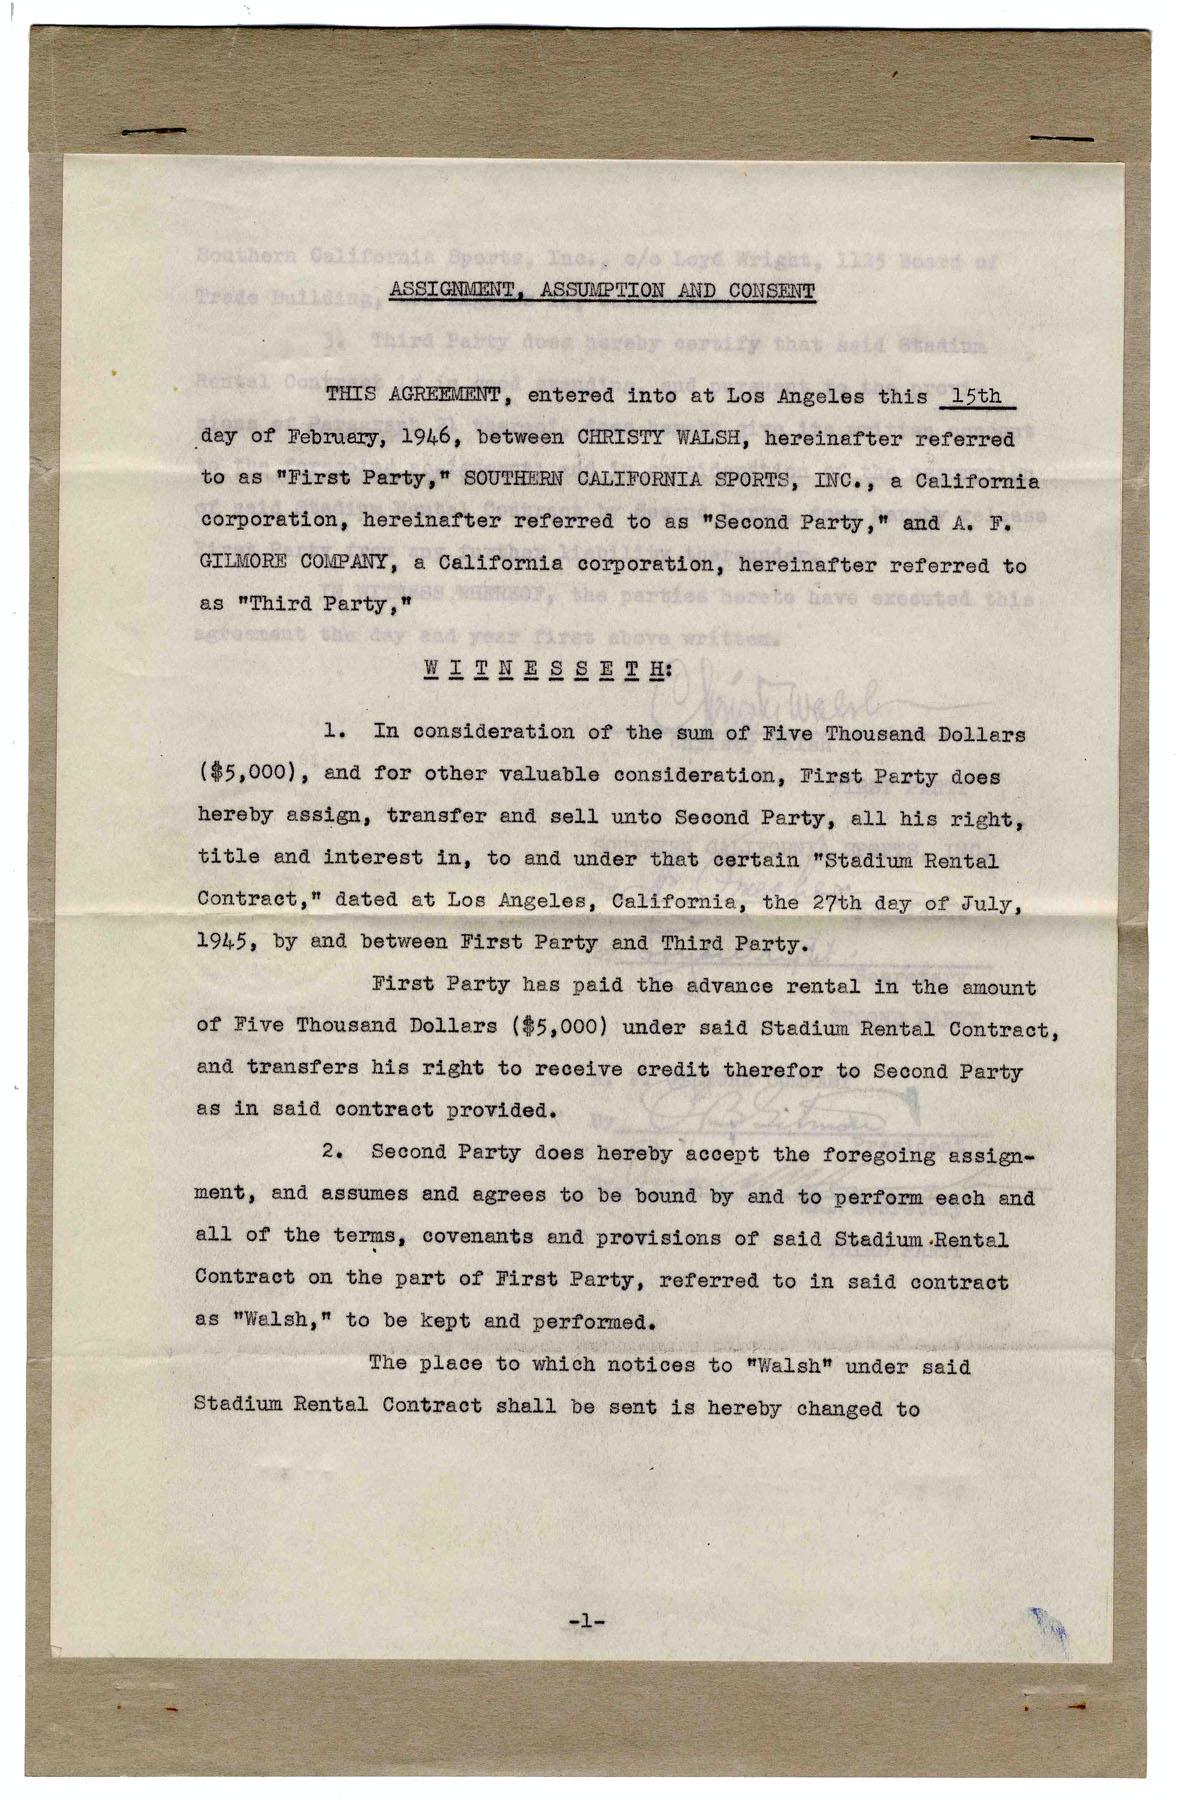 ASSIGNMENT, ASSUMPTION AND CONSENT
THIS AGREEMENT, entered into at Los Angeles this 15th
day of February, 1946, between CHRISTY WALSH, hereinafter referred
to as "First Party," SOUTHERN CALIFORNIA SPORTS, INC., a California
corporation, hereinafter referred to as "Second Party," and A. F.
GILMORE COMPANY, a California corporation, hereinafter referred to
as "Third Party,"
W I T N E S S E T H:
1. In consideration of the sum of Five Thousand Dollars
($5,000), and for other valuable consideration, First Party does
hereby assign, transfer and sell unto Second Party, all his right,
title and interest in, to and under that certain "Stadium Rental
Contract," dated at Los Angeles, California, the 27th day of July,
1945, by and between First Party and Third Party.
First Party has paid the advance rental in the amount
of Five Thousand Dollars ($5,000) under said Stadium Rental Contract,
and transfers his right to receive credit therefor to Second Party
as in said contract provided.
2. Second Party does hereby accept the foregoing assign-
ment, and assumes and agrees to be bound by and to perform each and
all of the terms, covenants and provisions of said Stadium Rental
Contract on the part of First Party, referred to in said contract
as "Walsh," to be kept and performed.
The place to which notices to "Walsh" under said
Stadium Rental Contract shall be sent is hereby changed to
-1-